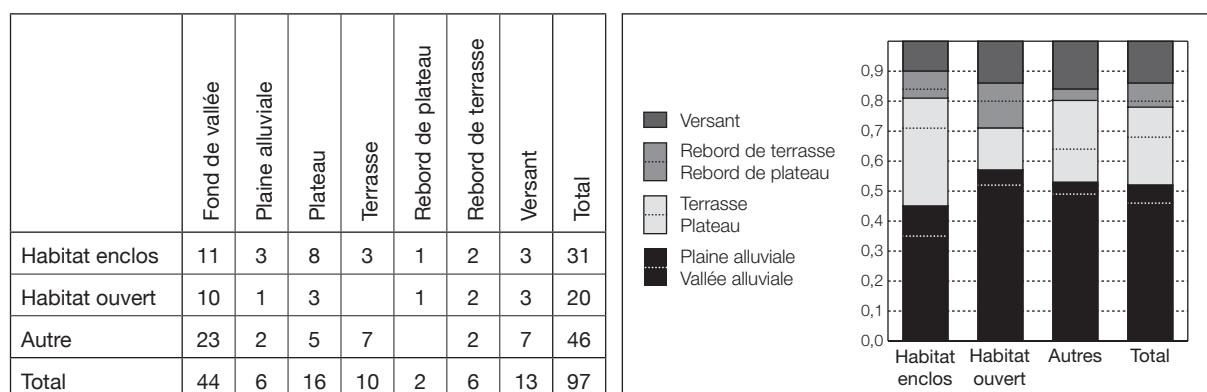 Fond de vallée
Plaine alluviale
Plateau
Terrasse
Rebord de plateau
Rebord de terrasse
Versant
Total
Habitat enclos 11 3 8 3 1 2 3 31
Habitat ouvert 10 1 3 1 2 3 20
Autre 23 2 5 7 2 7 46
Total 44 6 16 10 2 6 13 97
Versant
Rebord de terrasse
Rebord de plateau
Terrasse
Plateau
Plaine alluviale
Vallée alluviale
0,9
0,8
0,7
0,6
0,5
0,4
0,3
0,2
0,1
0,0
Habitat enclos
Habitat ouvert
Autres
Total